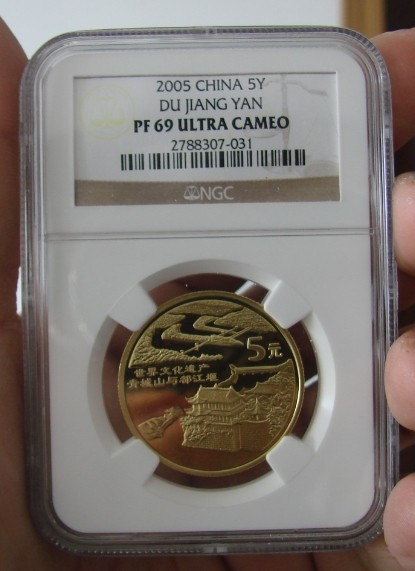 2005 CHINA 5Y
DU JIANG YAN
PF 69 ULTRA CAMEO
2788307-031
NGC
5元
世界文化遗产
青城山与都江堰